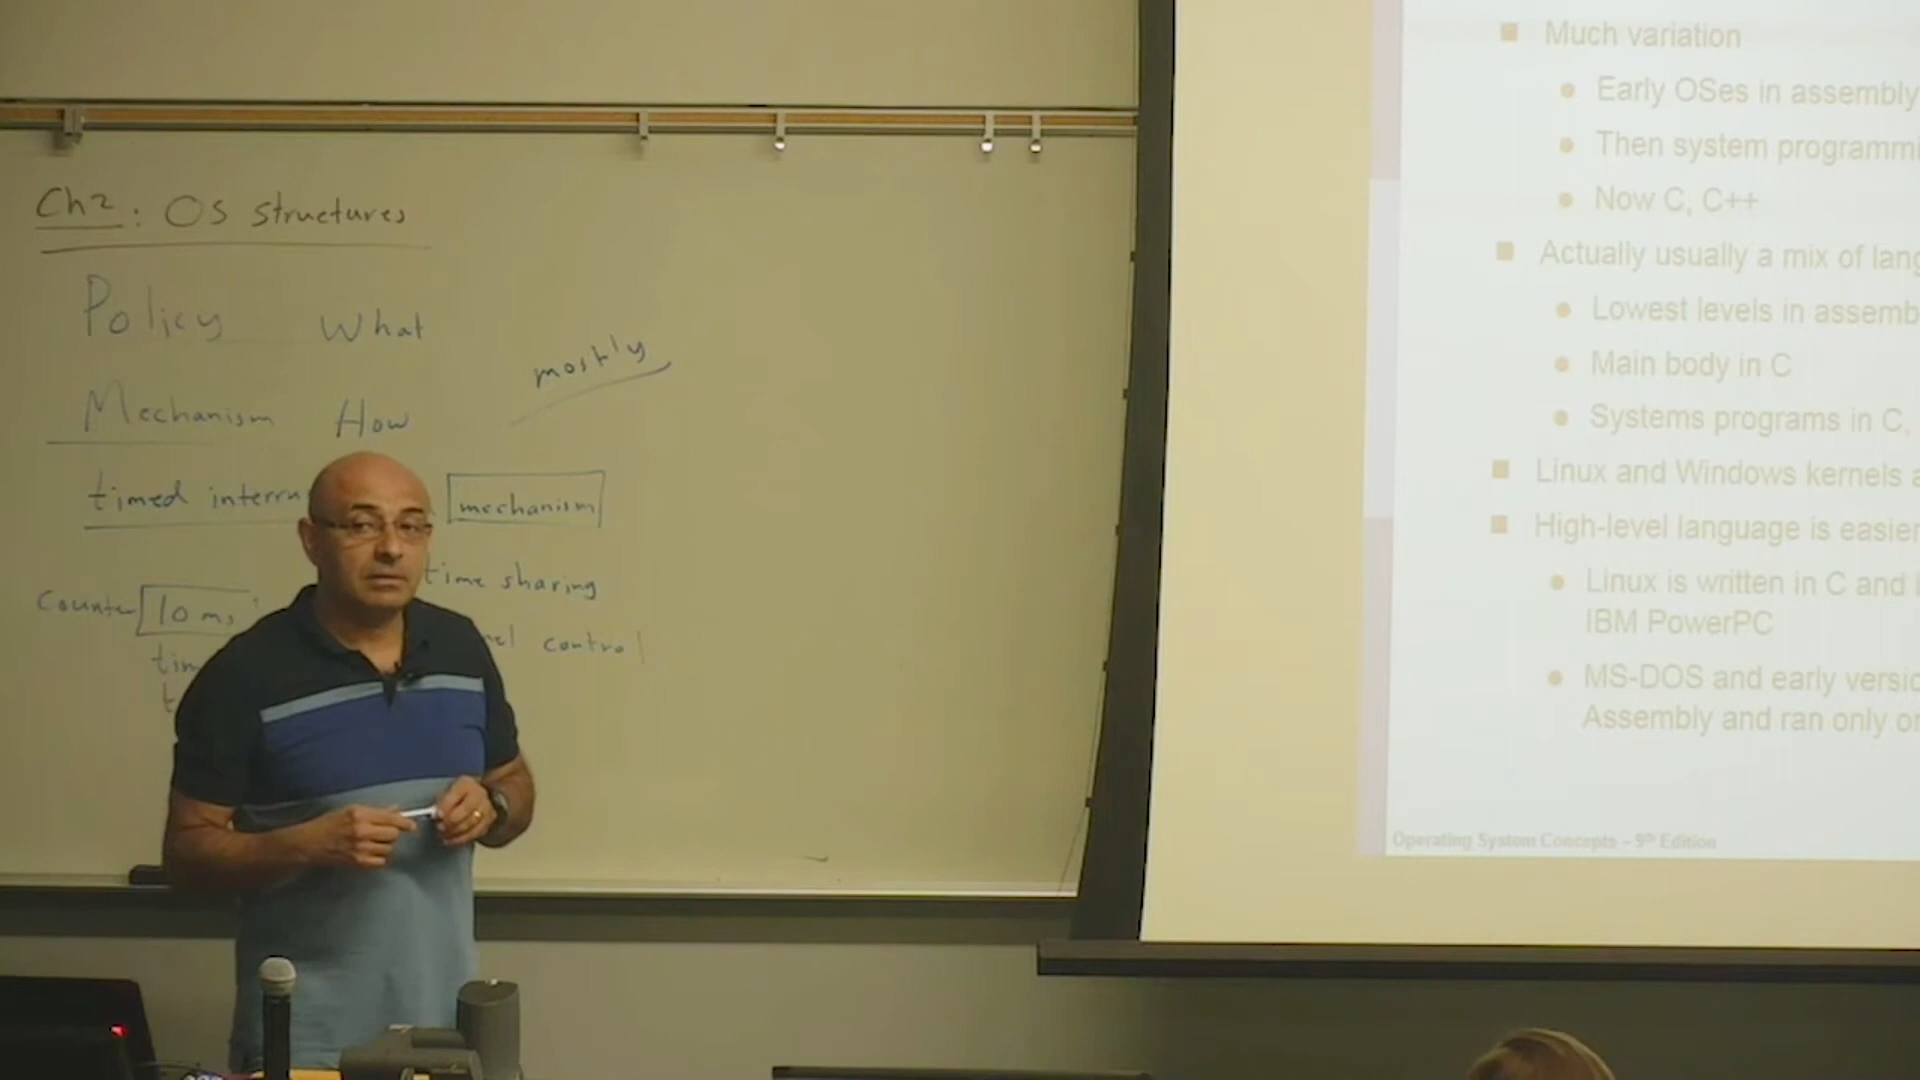 Ch2: OS structures
Policy What
mostly
Mechanism How
timed interru mechanism
time sharing
Counter 10 ms
control
Much variation
Early OSes in assembly
Then system programmi
Now C, C++
Actually usually a mix of lang
Lowest levels in assemb
Main body in C
Systems programs in C,
Linux and Windows kernels a
High-level language is easier
Linux is written in C and
IBM PowerPC
MS-DOS and early versio
Assembly and ran only o
Operating System Concepts – 9th Edition